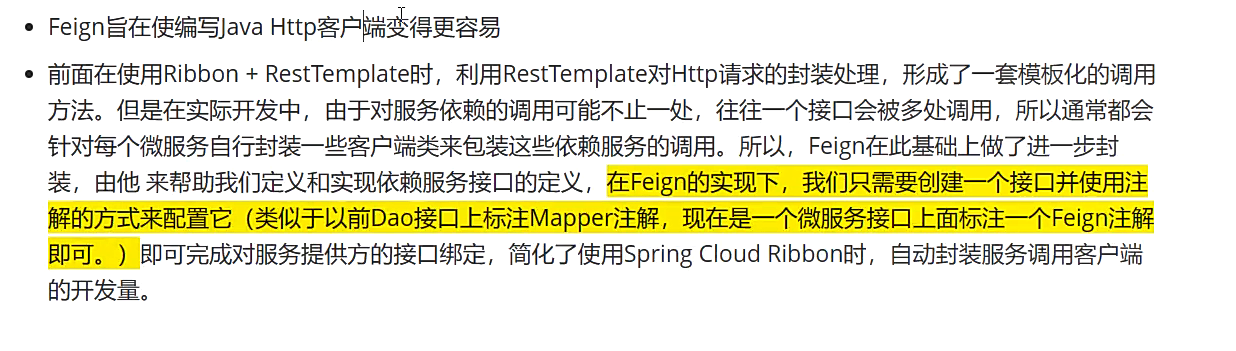 Feign旨在使编写Java Http客户端变得更容易
前面在使用Ribbon + RestTemplate时，利用RestTemplate对Http请求的封装处理，形成了一套模板化的调用
方法。但是在实际开发中，由于对服务依赖的调用可能不止一处，往往一个接口会被多处调用，所以通常都会
针对每个微服务自行封装一些客户端类来包装这些依赖服务的调用。所以，Feign在此基础上做了进一步封
装，由他 来帮助我们定义和实现依赖服务接口的定义，在Feign的实现下，我们只需要创建一个接口并使用注
解的方式来配置它（类似于以前Dao接口上标注Mapper注解，现在是一个微服务接口上面标注一个Feign注解
即可。）即可完成对服务提供方的接口绑定，简化了使用Spring Cloud Ribbon时，自动封装服务调用客户端
的开发量。